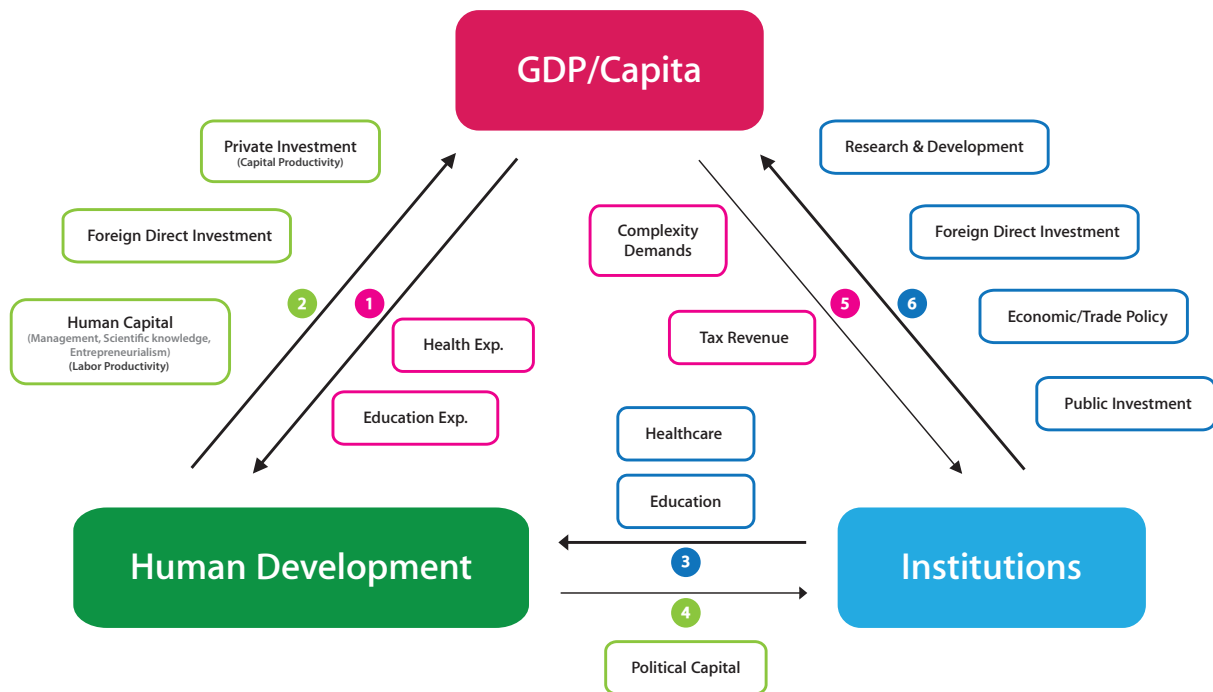 GDP/Capita
Private Investment
(Capital Productivity)
Research & Development
Foreign Direct Investment
Complexity
Demands
Foreign Direct Investment
2
1
5
6
Human Capital
(Management, Scientific knowledge,
Entrepreneurialism)
(Labor Productivity)
Health Exp.
Tax Revenue
Economic/Trade Policy
Education Exp.
Healthcare
Public Investment
Education
Human Development
3
4
Institutions
Political Capital